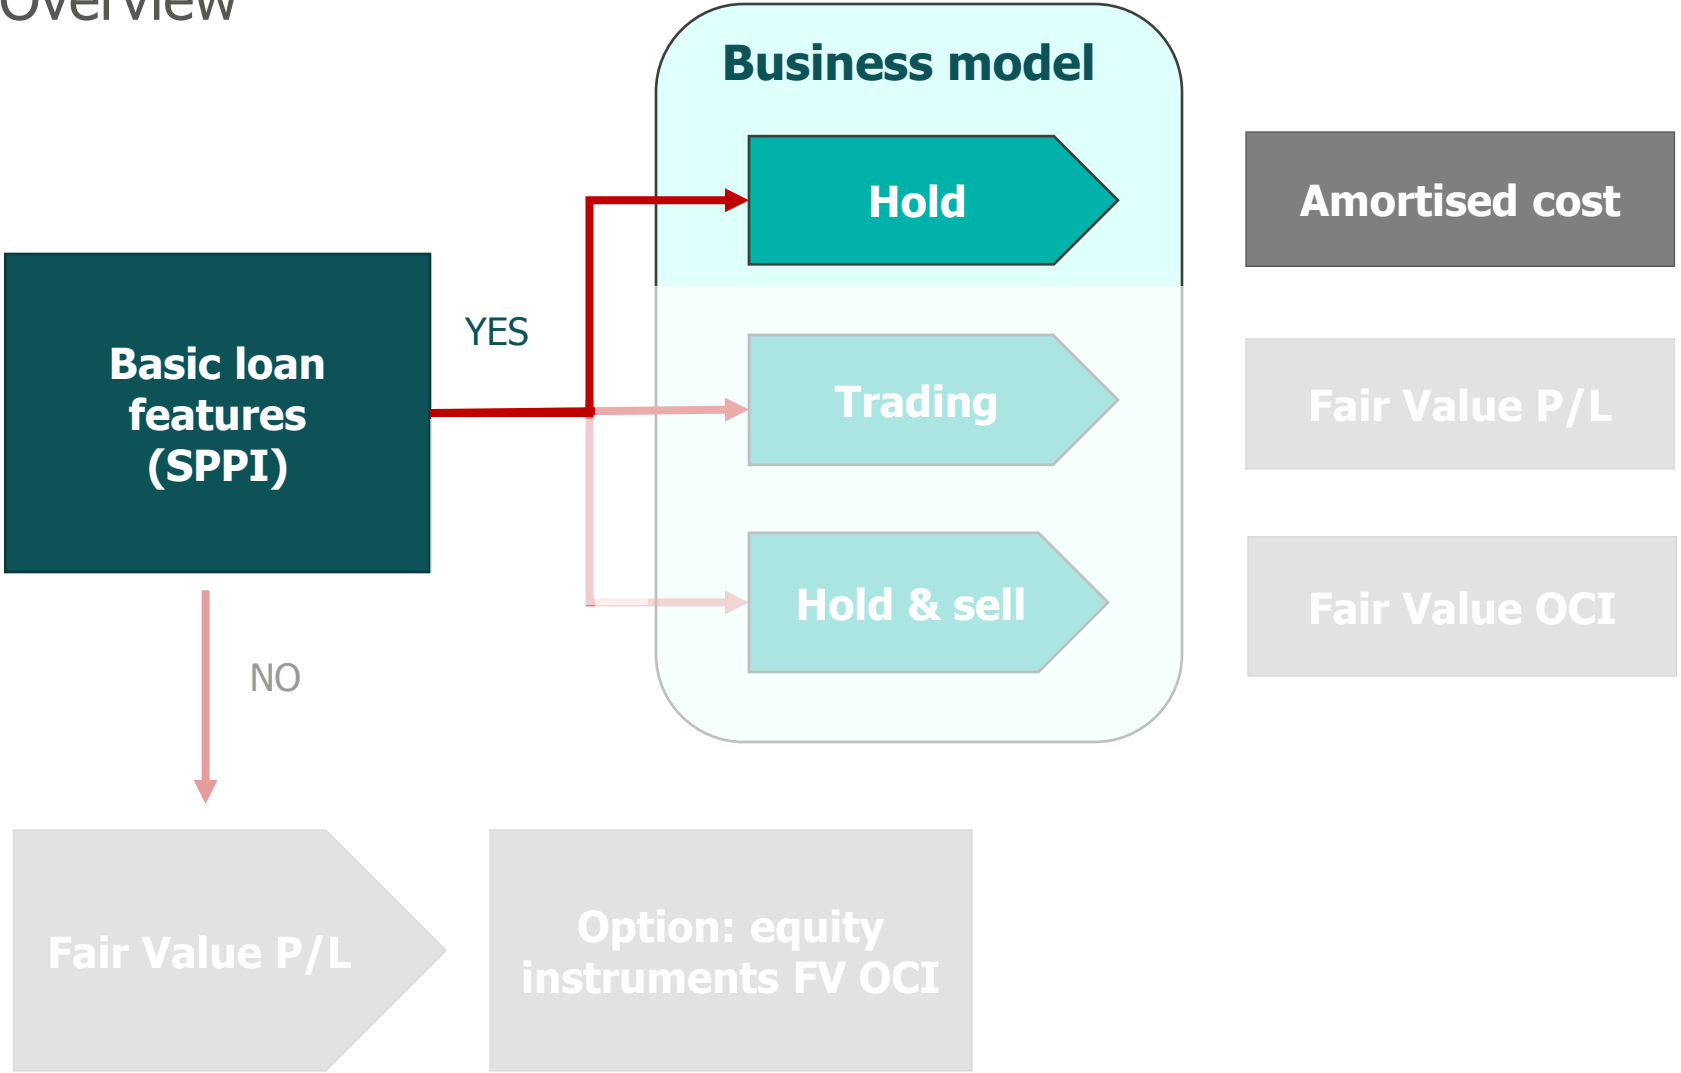 Overview
Business model
Hold
Amortised cost
YES
Basic loan
features
(SPPI)
Trading
Fair Value P/L
Hold & sell
Fair Value OCI
NO
Fair Value P/L
Option: equity
instruments FV OCI